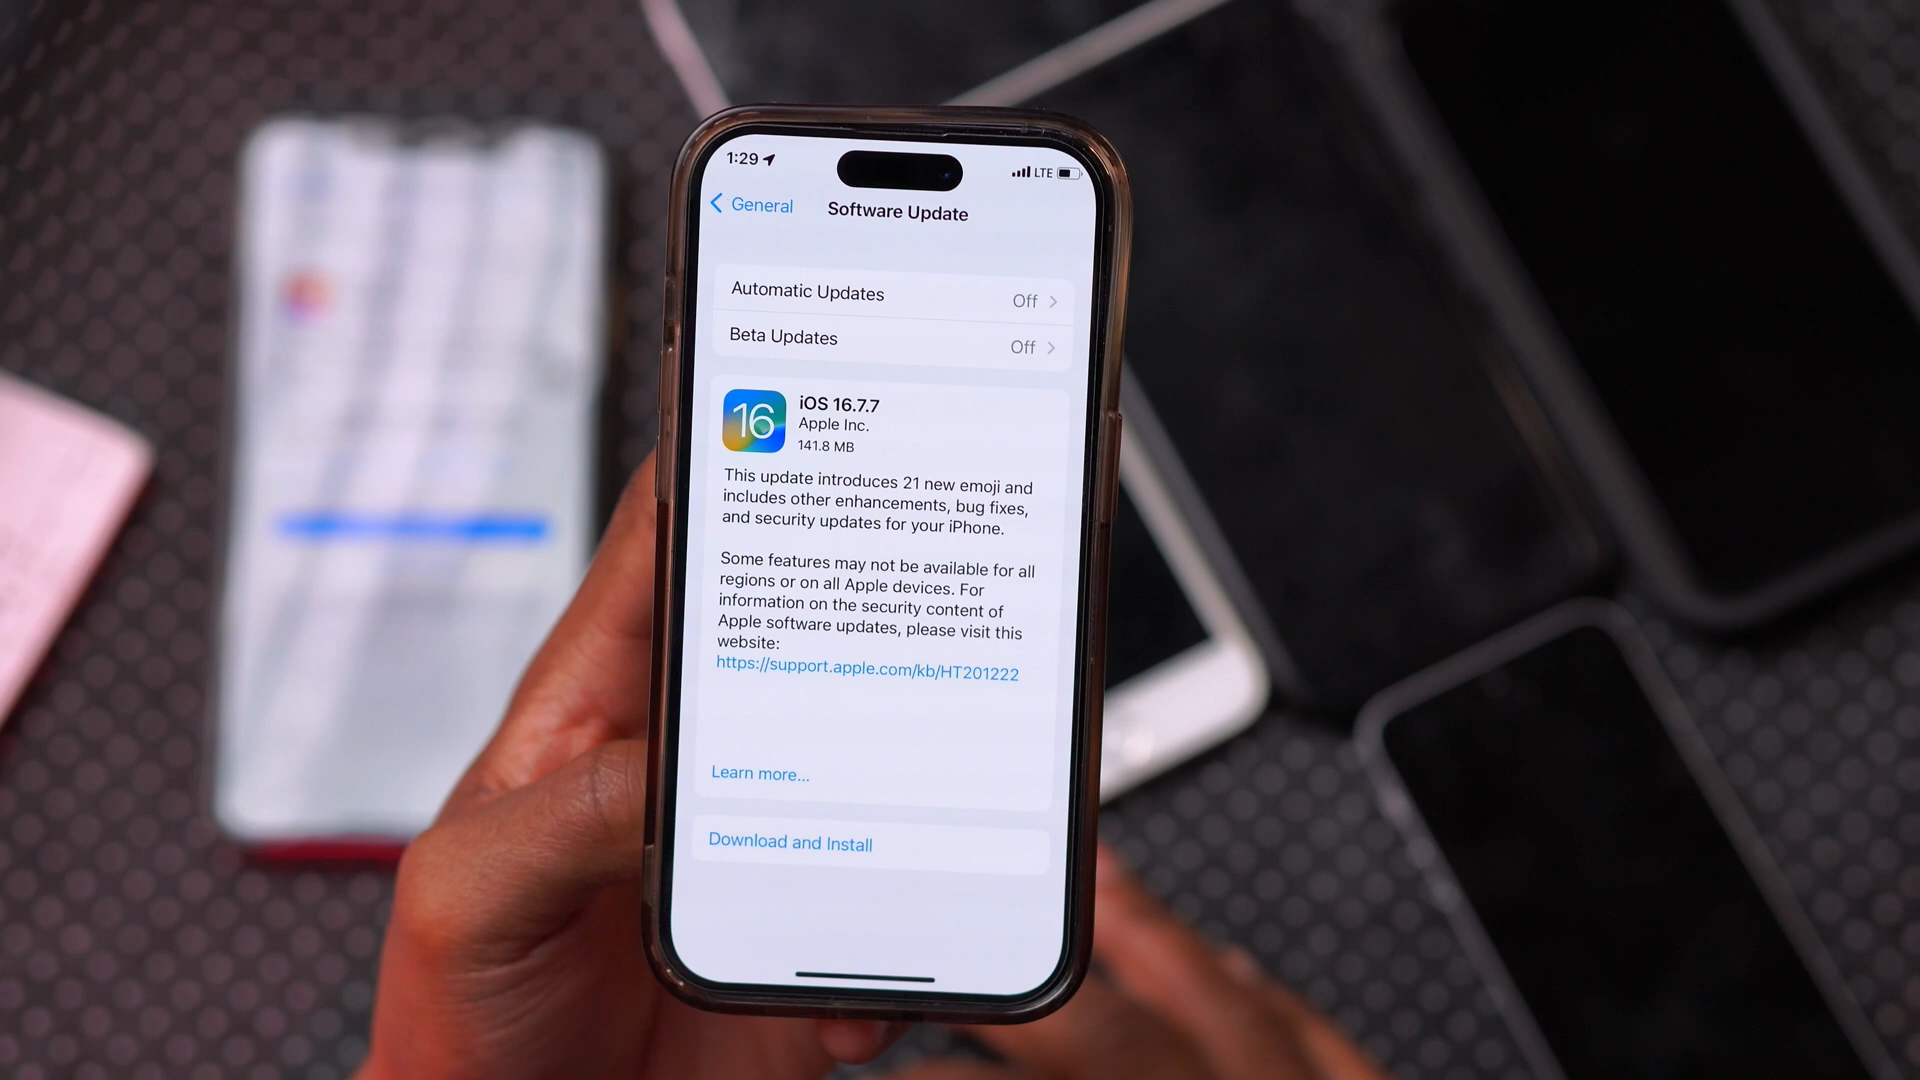 1:29
LTE
General
Software Update
Automatic Updates Off
Beta Updates Off
16
iOS 16.7.7
Apple Inc.
141.8 MB
This update introduces 21 new emoji and
includes other enhancements, bug fixes,
and security updates for your iPhone.
Some features may not be available for all
regions or on all Apple devices. For
information on the security content of
Apple software updates, please visit this
website:
https://support.apple.com/kb/HT201222
Learn more...
Download and Install